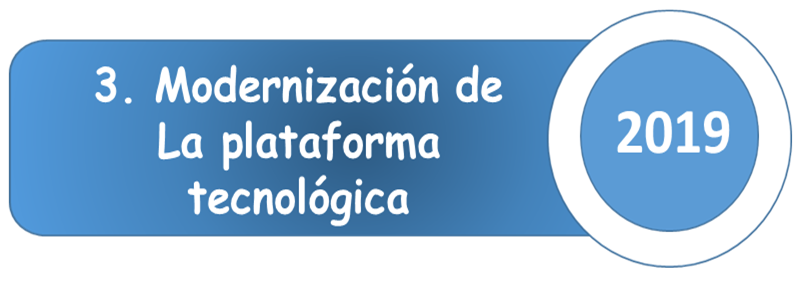 3. Modernización de
La plataforma
tecnológica
2019